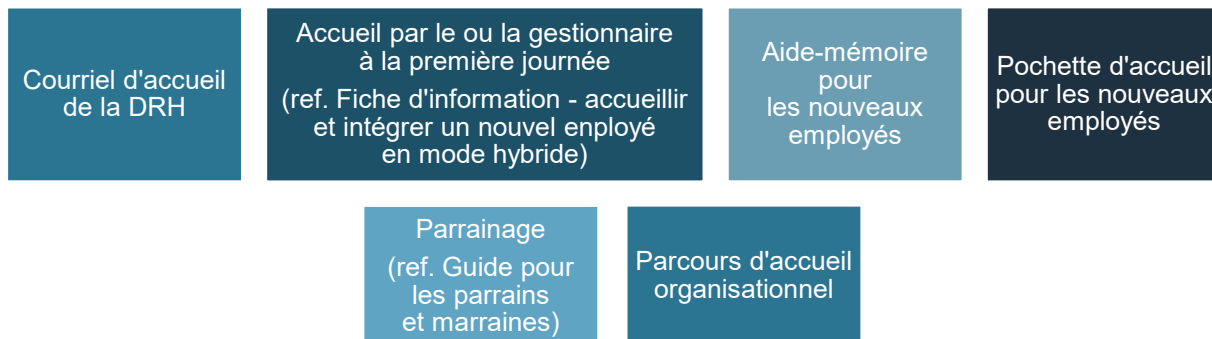 Courriel d'accueil
de la DRH
Accueil par le ou la gestionnaire
à la première journée
(ref. Fiche d'information - accueillir
et intégrer un nouvel enployé
en mode hybride)
Aide-mémoire
pour
les nouveaux
employés
Pochette d'accueil
pour les nouveaux
employés
Parrainage
(ref. Guide pour
les parrains
et marraines)
Parcours d'accueil
organisationnel